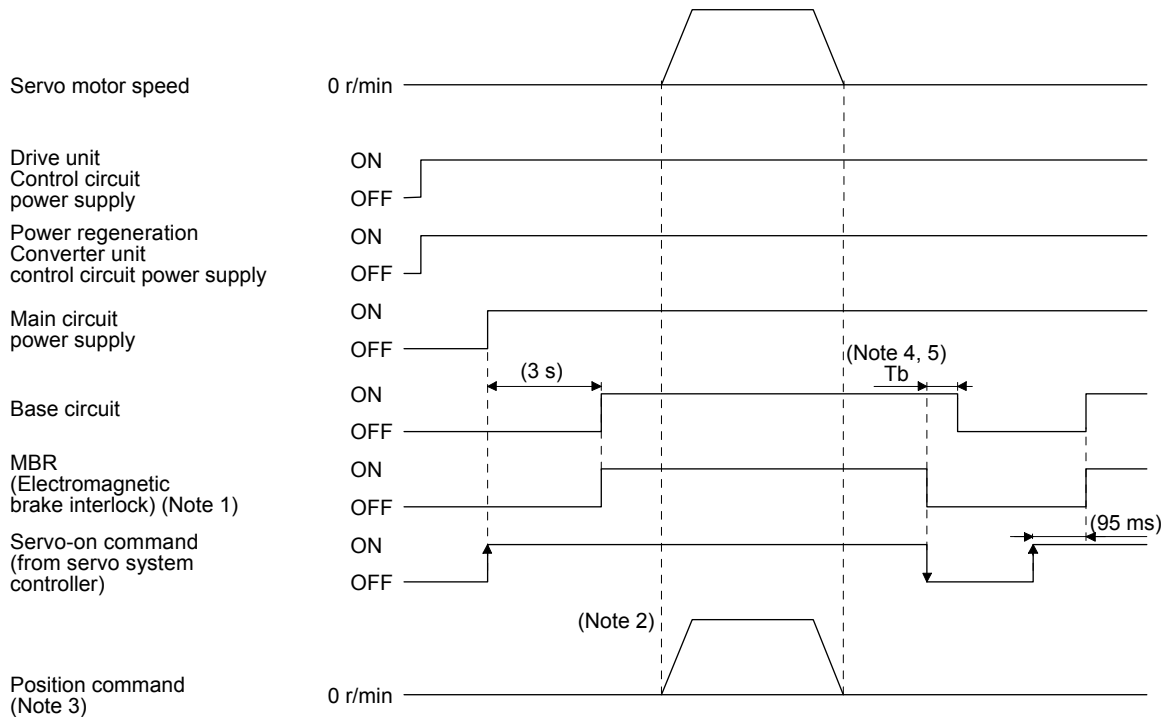 Servo motor speed
0 r/min
Drive unit
Control circuit
power supply
ON
OFF
Power regeneration
Converter unit
control circuit power supply
ON
OFF
Main circuit
power supply
ON
OFF
Base circuit
ON
OFF
(3 s)
(Note 4, 5)
Tb
MBR
(Electromagnetic
brake interlock) (Note 1)
ON
OFF
Servo-on command
(from servo system
controller)
ON
OFF
(95 ms)
(Note 2)
Position command
(Note 3)
0 r/min